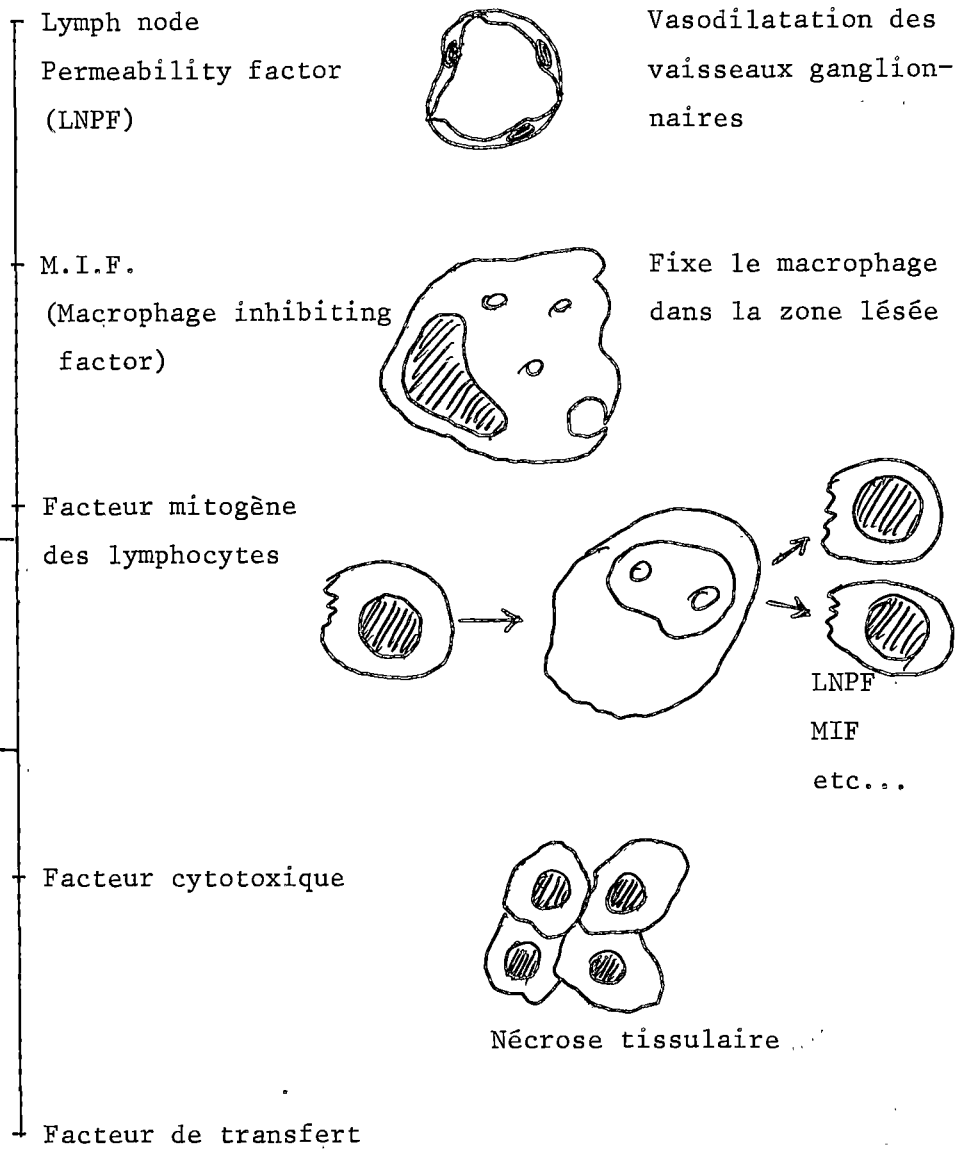 Lymph node
Permeability factor
(LNPF)
Vasodilatation des
vaisseaux ganglion-
naires
M.I.F.
(Macrophage inhibiting
factor)
Fixe le macrophage
dans la zone lésée
Facteur mitogène
des lymphocytes
LNPF
MIF
etc...
Facteur cytotoxique
Nécrose tissulaire
Facteur de transfert